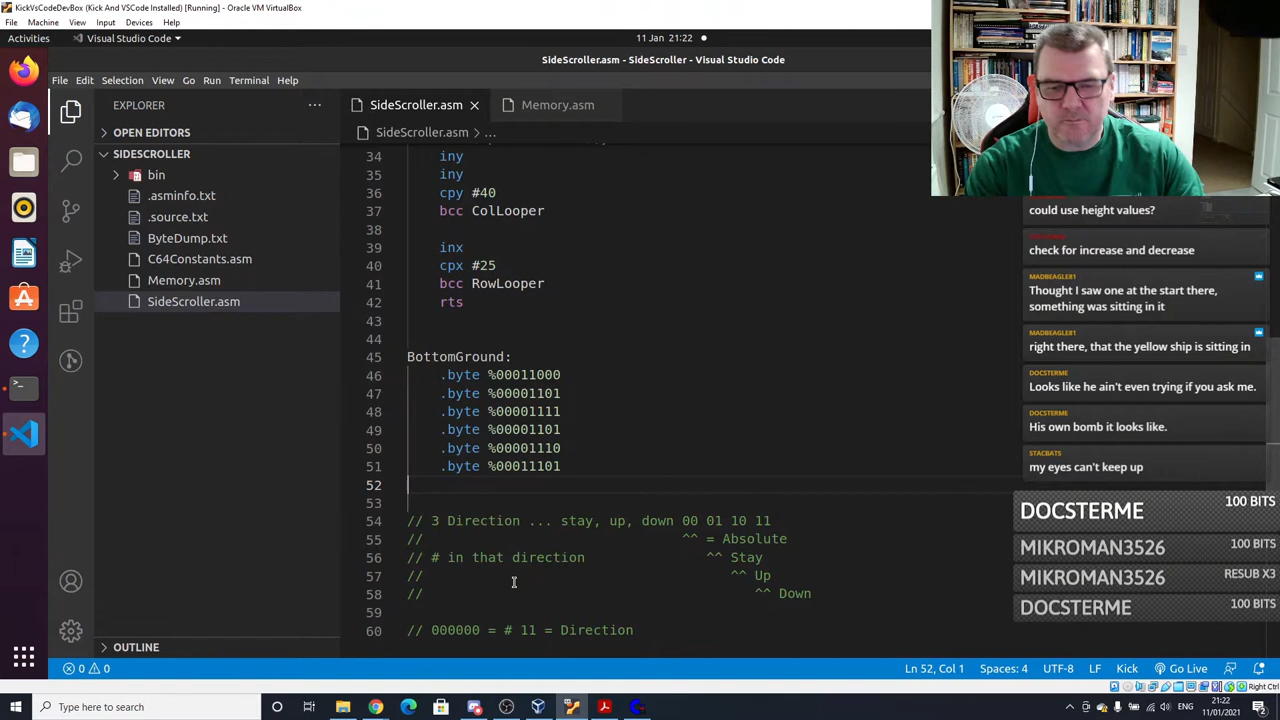 KickVsCodeDevBox (Kick And VSCode Installed) [Running] - Oracle VM VirtualBox
File Machine View Input Devices Help
Activities Visual Studio Code 11 Jan 21:22
SideScroller.asm - SideScroller - Visual Studio Code
File Edit Selection View Go Run Terminal Help
EXPLORER
OPEN EDITORS
SIDESCROLLER
bin
.asminfo.txt
.source.txt
ByteDump.txt
C64Constants.asm
Memory.asm
SideScroller.asm
OUTLINE
SideScroller.asm Memory.asm
SideScroller.asm > ...
34 iny
35 iny
36 cpy #40
37 bcc ColLooper
38
39 inx
40 cpx #25
41 bcc RowLooper
42 rts
43
44
45 BottomGround:
46 .byte %00011000
47 .byte %00001101
48 .byte %00001111
49 .byte %00001101
50 .byte %00001110
51 .byte %00011101
52
53
54 // 3 Direction ... stay, up, down 00 01 10 11
55 // ^^ = Absolute
56 // # in that direction ^^ Stay
57 // ^^ Up
58 // ^^ Down
59
60 // 000000 = # 11 = Direction
could use height values?
check for increase and decrease
MADBEAGLER1
Thought I saw one at the start there,
something was sitting in it
MADBEAGLER1
right there, that the yellow ship is sitting in
DOCSTERME
Looks like he ain't even trying if you ask me.
DOCSTERME
His own bomb it looks like.
STACBATS
my eyes can't keep up
DOCSTERME 100 BITS
MIKROMAN3526 100 BITS
MIKROMAN3526 RESUB X3
DOCSTERME 100 BITS
0 0 Ln 52, Col 1 Spaces: 4 UTF-8 LF Kick Go Live
Right Ctrl
Type here to search
21:22
11/01/2021